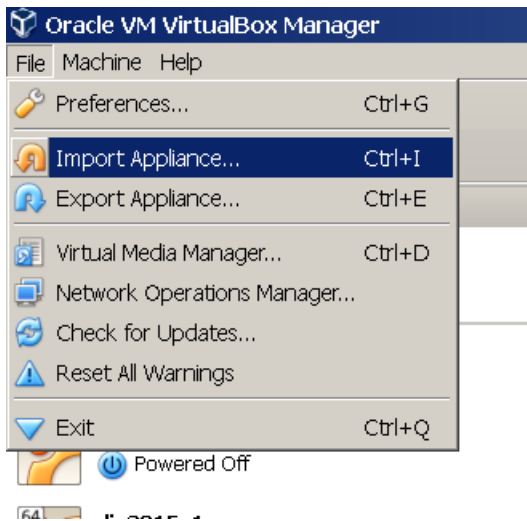 Oracle VM VirtualBox Manager
File Machine Help
Preferences... Ctrl+G
Import Appliance... Ctrl+I
Export Appliance... Ctrl+E
Virtual Media Manager... Ctrl+D
Network Operations Manager...
Check for Updates...
Reset All Warnings
Exit Ctrl+Q
Powered Off
64